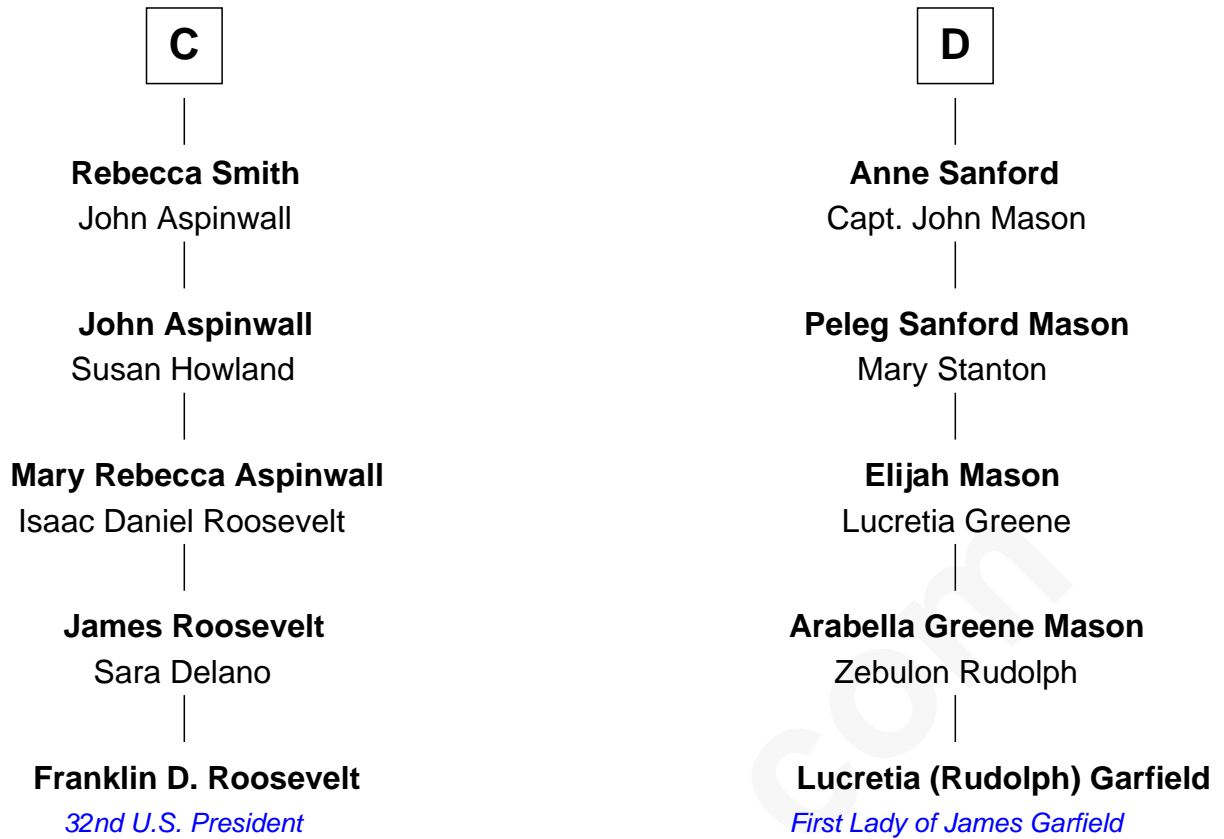 C
Rebecca Smith
John Aspinwall
John Aspinwall
Susan Howland
Mary Rebecca Aspinwall
Isaac Daniel Roosevelt
James Roosevelt
Sara Delano
Franklin D. Roosevelt
32nd U.S. President
D
Anne Sanford
Capt. John Mason
Peleg Sanford Mason
Mary Stanton
Elijah Mason
Lucretia Greene
Arabella Greene Mason
Zebulon Rudolph
Lucretia (Rudolph) Garfield
First Lady of James Garfield
com